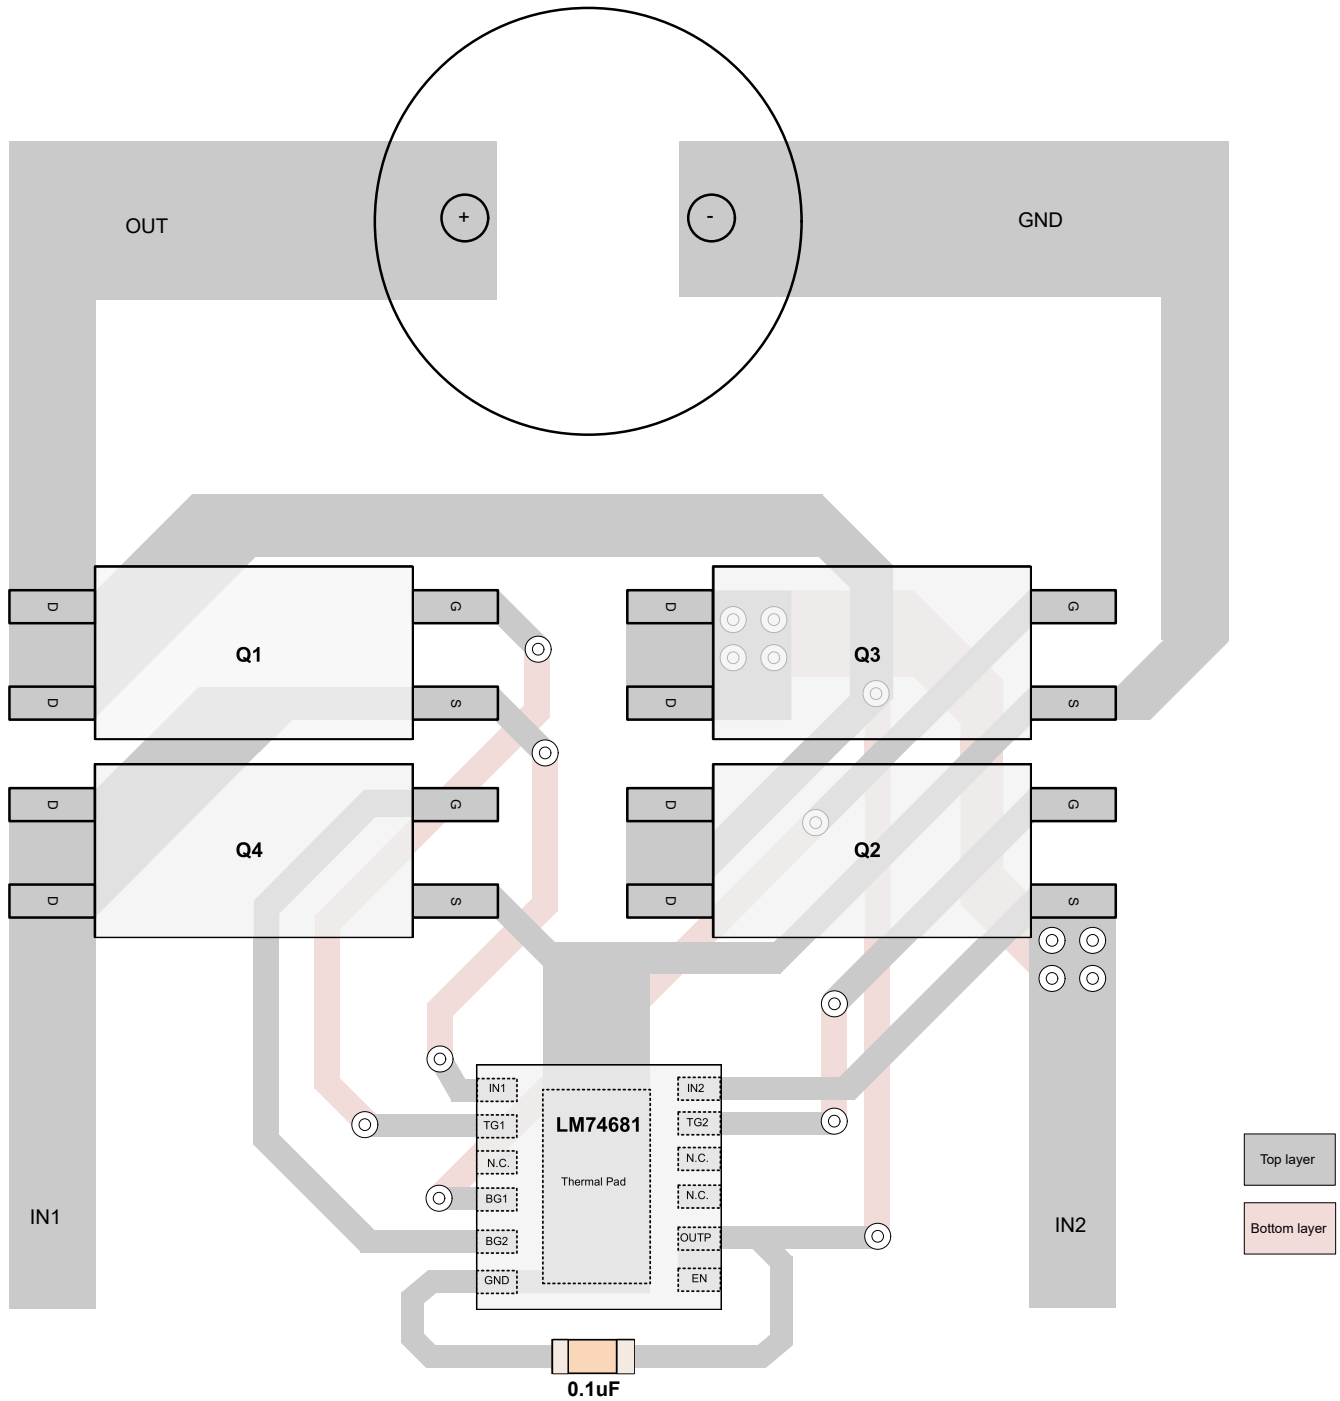 +
-
OUT
GND
D
G
D
G
Q1
Q3
D
S
D
S
D
G
D
G
Q4
Q2
D
S
D
S
IN1
IN2
LM74681
TG1
TG2
N.C.
N.C.
Thermal Pad
BG1
N.C.
BG2
OUTP
GND
EN
IN1
IN2
Top layer
Bottom layer
0.1uF